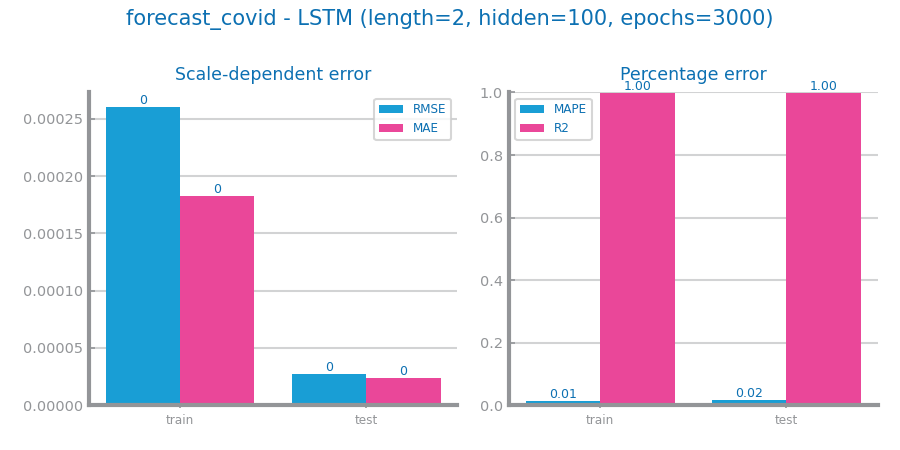 forecast_covid - LSTM (length=2, hidden=100, epochs=3000)
Scale-dependent error
0.00025
0.00020
0.00015
0.00010
0.00005
0.00000
0
0
0
0
RMSE
MAE
train
test
Percentage error
1.0
0.8
0.6
0.4
0.2
0.0
1.00
1.00
0.01
0.02
MAPE
R2
train
test